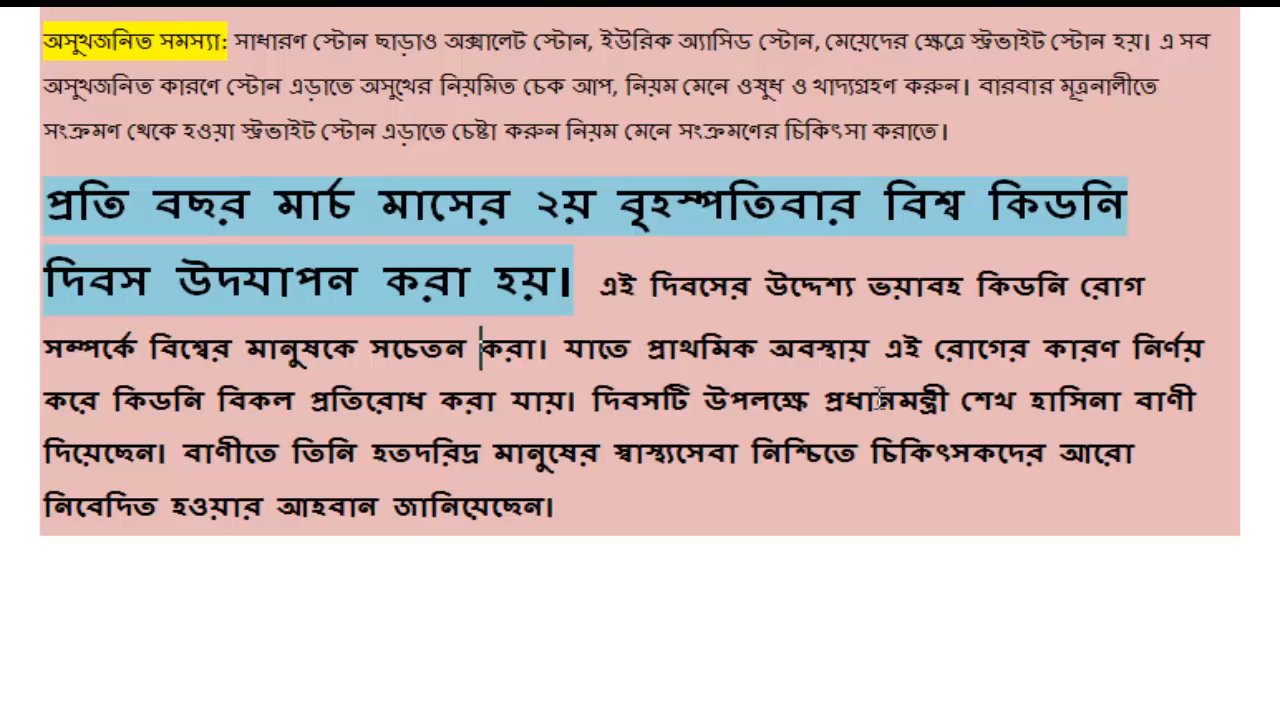 অসুখজনিত সমস্যা: সাধারণ স্টোন ছাড়াও অক্সালেট স্টোন, ইউরিক অ্যাসিড স্টোন, মেয়েদের ক্ষেত্রে স্ট্রুভাইট স্টোন হয়। এ সব
অসুখজনিত কারণে স্টোন এড়াতে অসুখের নিয়মিত চেক আপ, নিয়ম মেনে ওষুধ ও খাদ্যগ্রহণ করুন। বারবার মূত্রনালীতে
সংক্রমণ থেকে হওয়া স্ট্রুভাইট স্টোন এড়াতে চেষ্টা করুন নিয়ম মেনে সংক্রমণের চিকিৎসা করাতে।
প্রতি বছর মার্চ মাসের ২য় বৃহস্পতিবার বিশ্ব কিডনি
দিবস উদযাপন করা হয়। এই দিবসের উদ্দেশ্য ভয়াবহ কিডনি রোগ
সম্পর্কে বিশ্বের মানুষকে সচেতন করা। যাতে প্রাথমিক অবস্থায় এই রোগের কারণ নির্ণয়
করে কিডনি বিকল প্রতিরোধ করা যায়। দিবসটি উপলক্ষে প্রধানমন্ত্রী শেখ হাসিনা বাণী
দিয়েছেন। বাণীতে তিনি হতদরিদ্র মানুষের স্বাস্থ্যসেবা নিশ্চিতে চিকিৎসকদের আরো
নিবেদিত হওয়ার আহবান জানিয়েছেন।